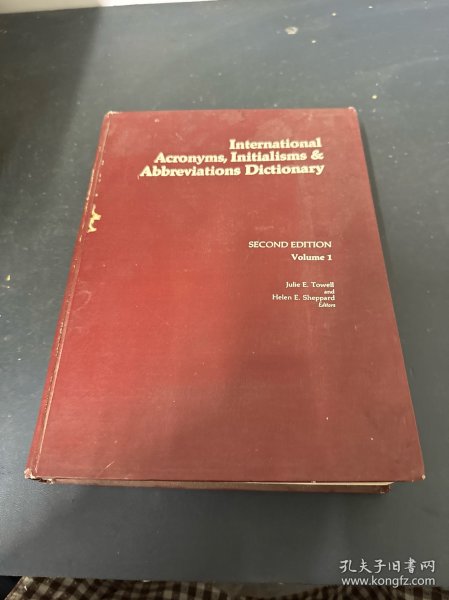 International
Acronyms, Initialisms &
Abbreviations Dictionary
SECOND EDITION
Volume 1
Julie E. Towell
and
Helen E. Sheppard
Editors
孔夫子旧书网
www.kongfz.com